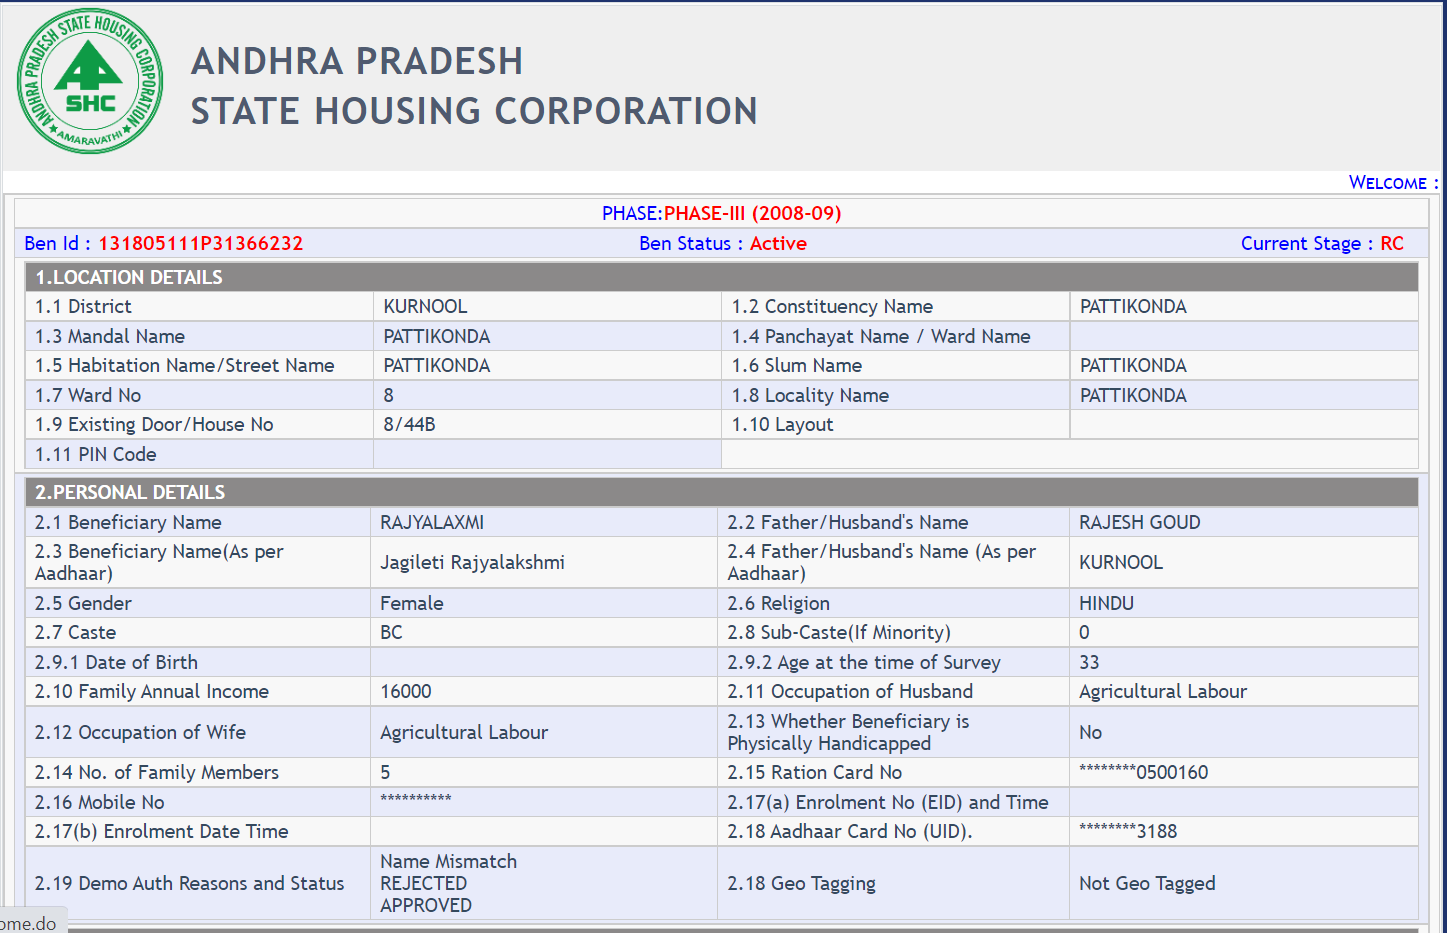 ANDHRA PRADESH STATE HOUSING CORPORATION
AMARAVATHI
SHC
ANDHRA PRADESH
STATE HOUSING CORPORATION
WELCOME :
PHASE:PHASE-III (2008-09)
Ben Id : 131805111P31366232 Ben Status : Active Current Stage : RC
1.LOCATION DETAILS
1.1 District KURNOOL 1.2 Constituency Name PATTIKONDA
1.3 Mandal Name PATTIKONDA 1.4 Panchayat Name / Ward Name
1.5 Habitation Name/Street Name PATTIKONDA 1.6 Slum Name PATTIKONDA
1.7 Ward No 8 1.8 Locality Name PATTIKONDA
1.9 Existing Door/House No 8/44B 1.10 Layout
1.11 PIN Code
2.PERSONAL DETAILS
2.1 Beneficiary Name RAJYALAXMI 2.2 Father/Husband's Name RAJESH GOUD
2.3 Beneficiary Name(As per
Aadhaar) Jagileti Rajyalakshmi 2.4 Father/Husband's Name (As per
Aadhaar) KURNOOL
2.5 Gender Female 2.6 Religion HINDU
2.7 Caste BC 2.8 Sub-Caste(If Minority) 0
2.9.1 Date of Birth 2.9.2 Age at the time of Survey 33
2.10 Family Annual Income 16000 2.11 Occupation of Husband Agricultural Labour
2.12 Occupation of Wife Agricultural Labour 2.13 Whether Beneficiary is
Physically Handicapped No
2.14 No. of Family Members 5 2.15 Ration Card No ********0500160
2.16 Mobile No ********** 2.17(a) Enrolment No (EID) and Time
2.17(b) Enrolment Date Time 2.18 Aadhaar Card No (UID). ********3188
2.19 Demo Auth Reasons and Status Name Mismatch
REJECTED
APPROVED 2.18 Geo Tagging Not Geo Tagged
ome.do